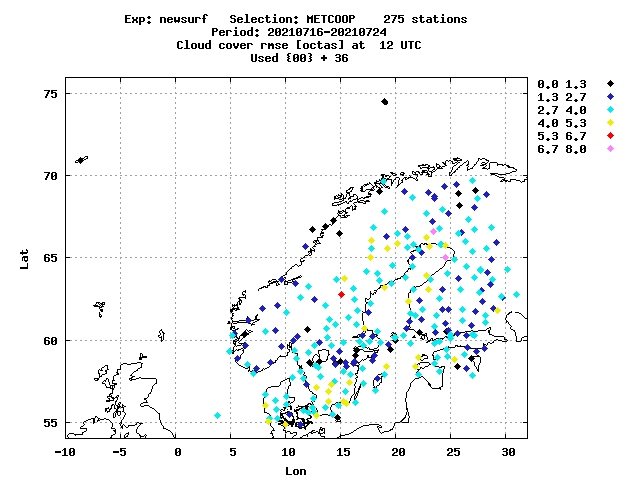 Exp: newsurf Selection: METCOOP 275 stations
Period: 20210716-20210724
Cloud cover rmse [octas] at 12 UTC
Used {00} + 36
75
70
65
60
55
Lat
-10 -5 0 5 10 15 20 25 30
Lon
0.0 1.3
1.3 2.7
2.7 4.0
4.0 5.3
5.3 6.7
6.7 8.0